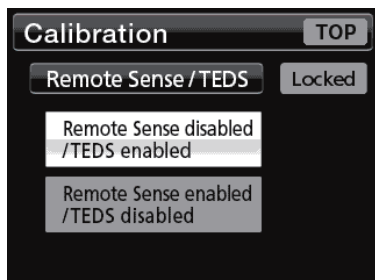 Calibration TOP
Remote Sense / TEDS Locked
Remote Sense disabled
/TEDS enabled
Remote Sense enabled
/TEDS disabled